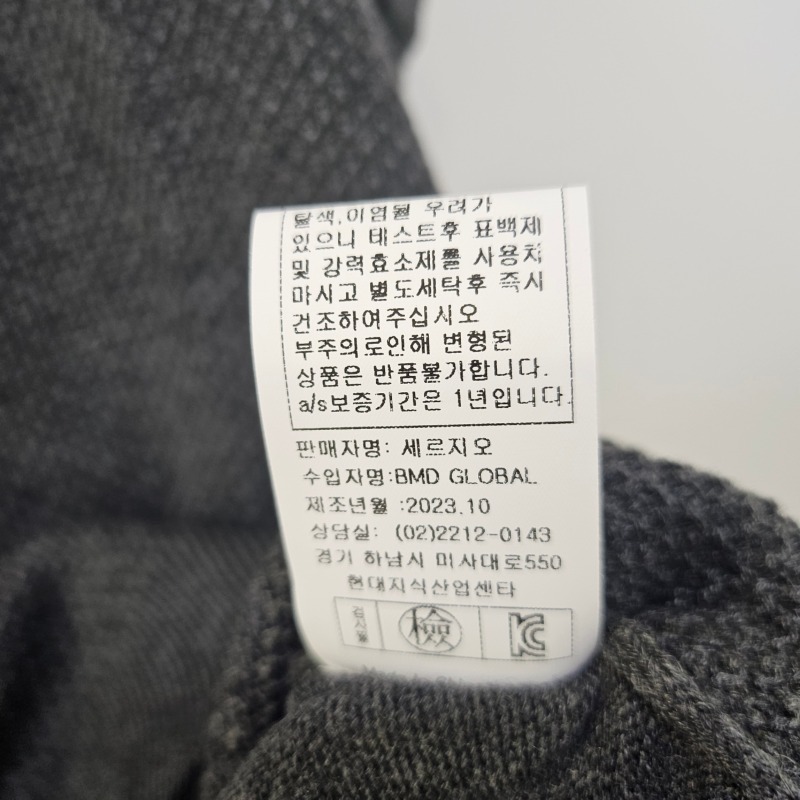 탈색,이염될 우려가
있으니 테스트후 표백제
및 강력효소제를 사용치
마시고 별도세탁후 즉시
건조하여주십시오
부주의로인해 변형된
상품은 반품불가합니다.
a/s보증기간은 1년입니다.
판매자명: 세르지오
수입자명:BMD GLOBAL
제조년월 :2023.10
상담실: (02)2212-0143
경기 하남시 미사대로550
현대지식산업센타
검사필 檢 KC